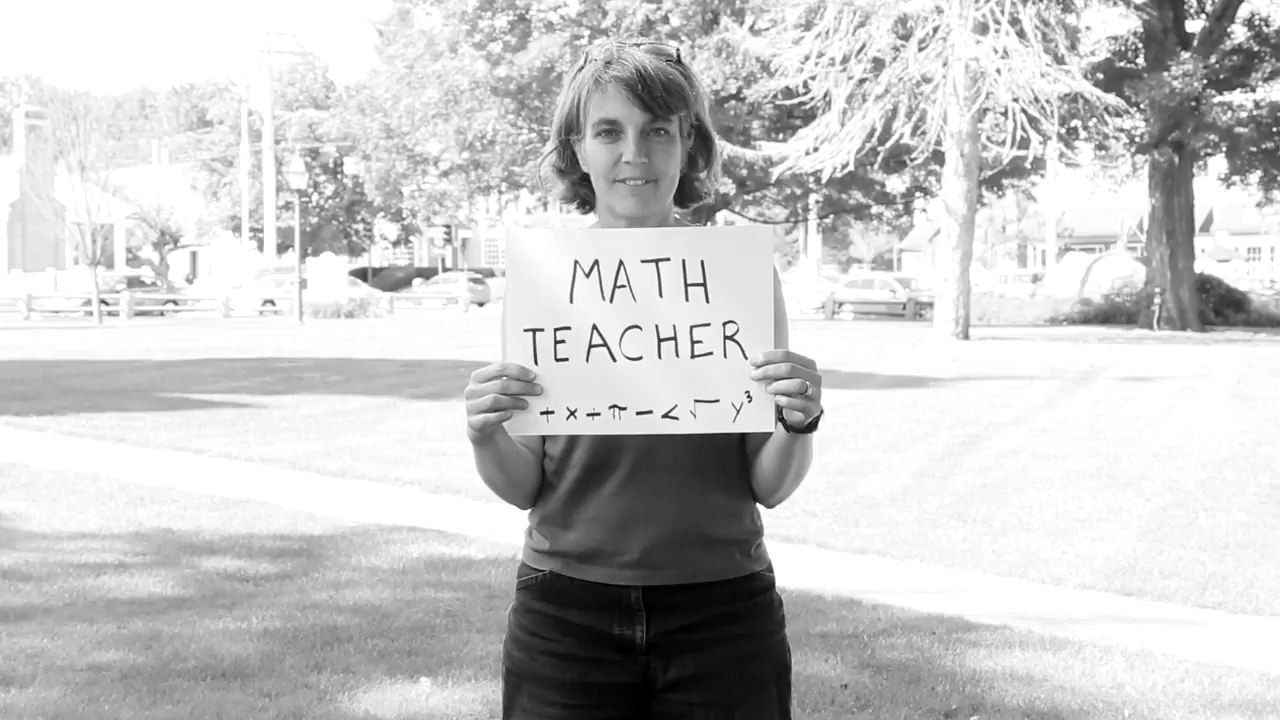 MATH
TEACHER
+ × ÷ π − < √ y³